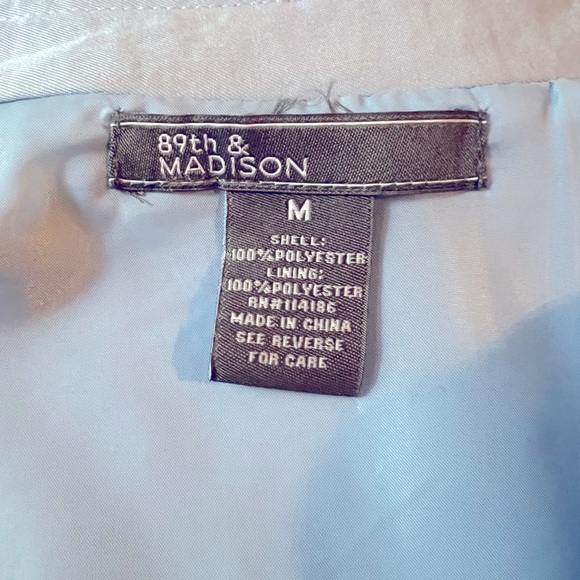 89th &
MADISON
M
SHELL:
100%POLYESTER
LINING:
100%POLYESTER
RN#114186
MADE IN CHINA
SEE REVERSE
FOR CARE